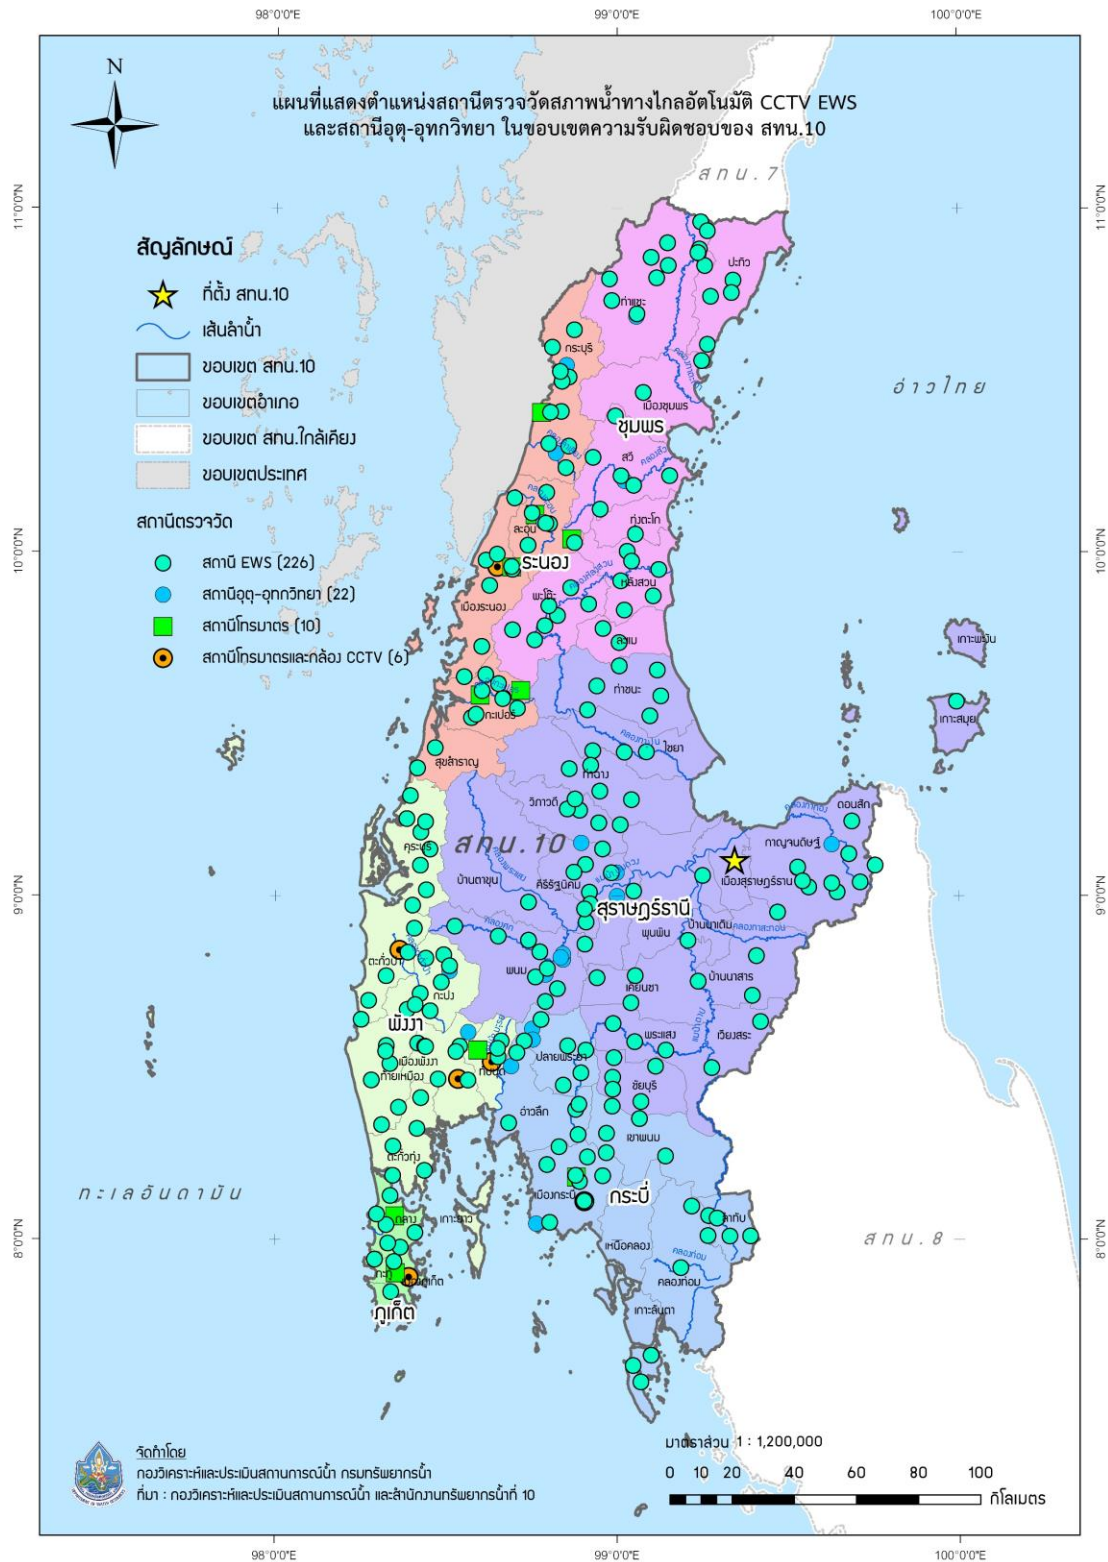 98°0'0"E 99°0'0"E 100°0'0"E
N
แผนที่แสดงตำแหน่งสถานีตรวจวัดสภาพน้ำทางไกลอัตโนมัติ CCTV EWS
และสถานีอุตุ-อุทกวิทยา ในขอบเขตความรับผิดชอบของ สทน.10
สทน.7
11°0'0"N 11°0'0"N
สัญลักษณ์
ที่ตั้ง สทน.10
เส้นลำน้ำ
ขอบเขต สทน.10
ขอบเขตอำเภอ
ขอบเขต สทน.ใกล้เคียง
ขอบเขตประเทศ
สถานีตรวจวัด
สถานี EWS (226)
สถานีอุตุ-อุทกวิทยา (22)
สถานีโทรมาตร (10)
สถานีโทรมาตรและกล้อง CCTV (6)
ปะทิว
ท่าแซะ
กระบุรี
อ่าวไทย
เมืองชุมพร
ชุมพร
สวี
ทุ่งตะโก
ละอุ่น
10°0'0"N 10°0'0"N
ระนอง
หลังสวน
พะโต๊ะ
เมืองระนอง
ละแม
เกาะพะงัน
ท่าชนะ
เกาะสมุย
กะเปอร์
ไชยา
สุขสำราญ
ท่าฉาง
วิภาวดี
ดอนสัก
คุระบุรี
สทน.10
กาญจนดิษฐ์
บ้านตาขุน
คีรีรัฐนิคม
เมืองสุราษฎร์ธานี
9°0'0"N 9°0'0"N
สุราษฎร์ธานี
บ้านนาเดิม
พุนพิน
ตะกั่วป่า
กะปง
พนม
เคียนซา
บ้านนาสาร
พังงา
เวียงสระ
พระแสง
ปลายพระยา
เมืองพังงา
ทับปุด
ท้ายเหมือง
ชัยบุรี
อ่าวลึก
เขาพนม
ตะกั่วทุ่ง
ทะเลอันดามัน
เมืองกระบี่
กระบี่
ลำทับ
ถลาง
เกาะยาว
8°0'0"N 8°0'0"N
เหนือคลอง
สทน.8
กะทู้
คลองท่อม
ภูเก็ต
เกาะลันตา
มาตราส่วน 1 : 1,200,000
0 10 20 40 60 80 100
กิโลเมตร
จัดทำโดย
กองวิเคราะห์และประเมินสถานการณ์น้ำ กรมทรัพยากรน้ำ
ที่มา : กองวิเคราะห์และประเมินสถานการณ์น้ำ และสำนักงานทรัพยากรน้ำที่ 10
98°0'0"E 99°0'0"E 100°0'0"E